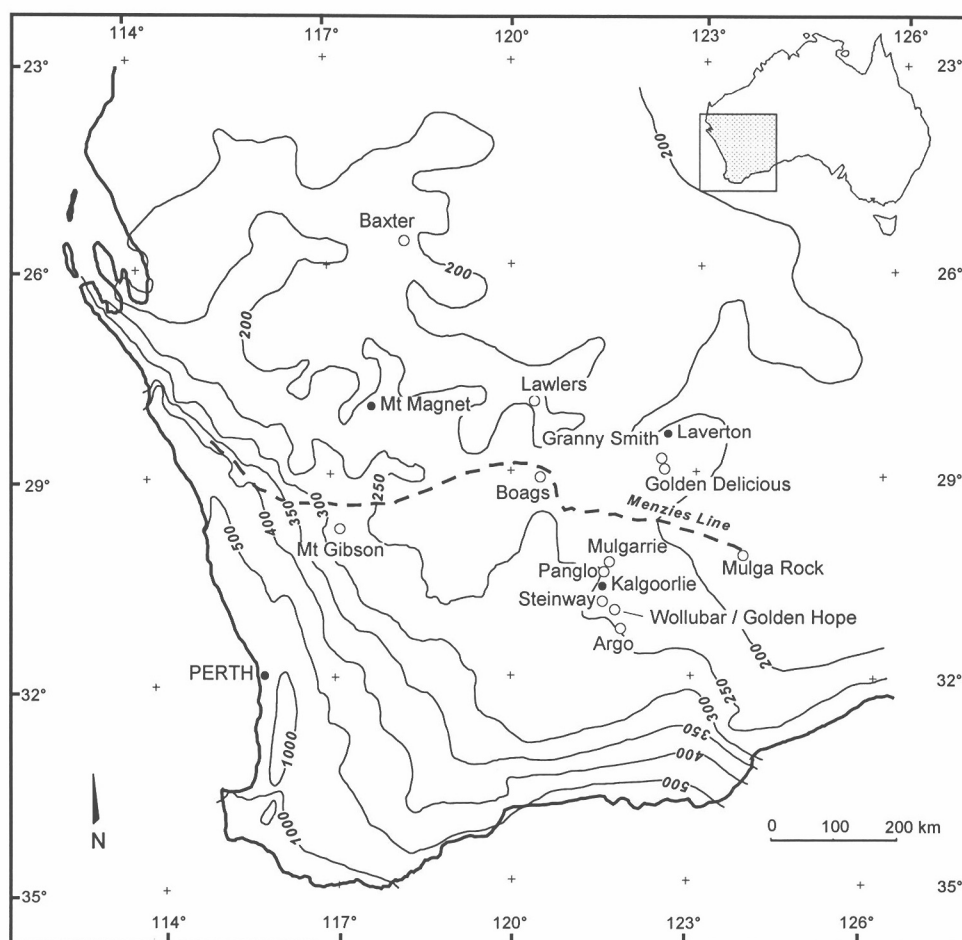 114° 117° 120° 123° 126°
23° 23°
200
Baxter
200
26° 26°
200
Lawlers
Mt Magnet
Granny Smith Laverton
250
29° Golden Delicious 29°
Boags
300
350
400
500
Menzies Line
Mt Gibson
Mulgarrie
Mulga Rock
Panglo
Kalgoorlie
Steinway
Wollubar / Golden Hope
Argo
200
PERTH
32° 32°
250
300
350
400
500
1000
1000
N
0 100 200 km
35° 35°
114° 117° 120° 123° 126°